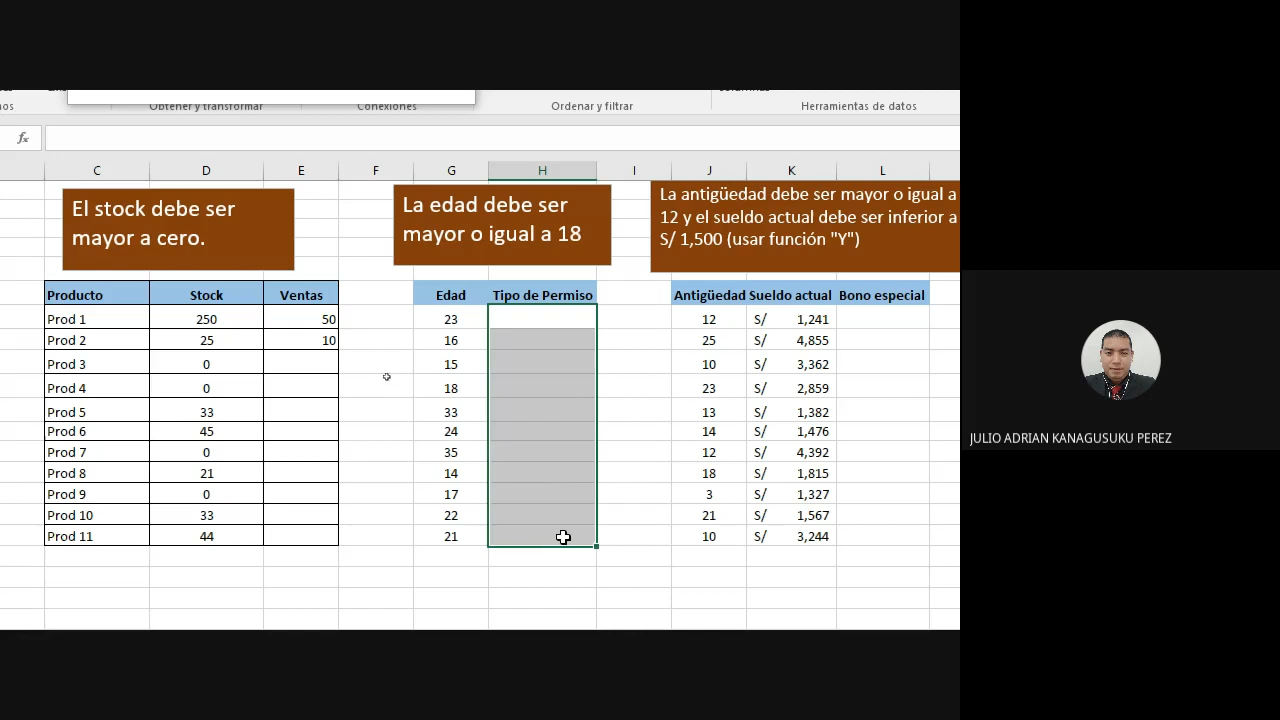 Obtener y transformar Conexiones Ordenar y filtrar Herramientas de datos
fx
C D E F G H I J K L
El stock debe ser
mayor a cero.
La edad debe ser
mayor o igual a 18
La antigüedad debe ser mayor o igual a
12 y el sueldo actual debe ser inferior a
S/ 1,500 (usar función "Y")
Producto Stock Ventas Edad Tipo de Permiso Antigüedad Sueldo actual Bono especial
Prod 1 250 50 23 12 S/ 1,241
Prod 2 25 10 16 25 S/ 4,855
Prod 3 0 15 10 S/ 3,362
Prod 4 0 18 23 S/ 2,859
Prod 5 33 33 13 S/ 1,382
Prod 6 45 24 14 S/ 1,476
Prod 7 0 35 12 S/ 4,392
Prod 8 21 14 18 S/ 1,815
Prod 9 0 17 3 S/ 1,327
Prod 10 33 22 21 S/ 1,567
Prod 11 44 21 10 S/ 3,244
JULIO ADRIAN KANAGUSUKU PEREZ